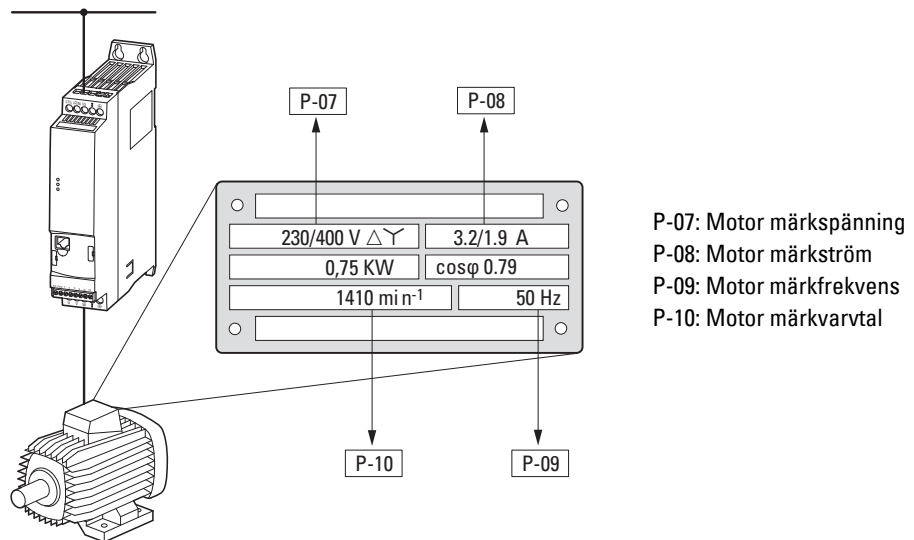 P-07
P-08
230/400 V △Y
3.2/1.9 A
0,75 KW
cosφ 0.79
1410 min-1
50 Hz
P-10
P-09
P-07: Motor märkspänning
P-08: Motor märkström
P-09: Motor märkfrekvens
P-10: Motor märkvarvtal